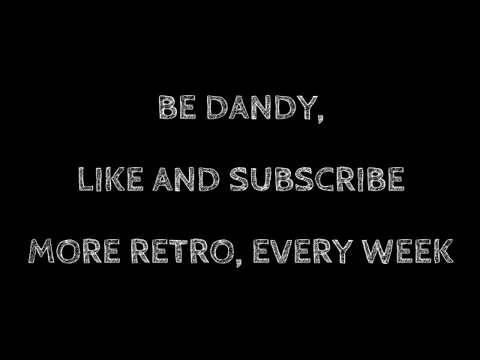 BE DANDY,
LIKE AND SUBSCRIBE
MORE RETRO, EVERY WEEK